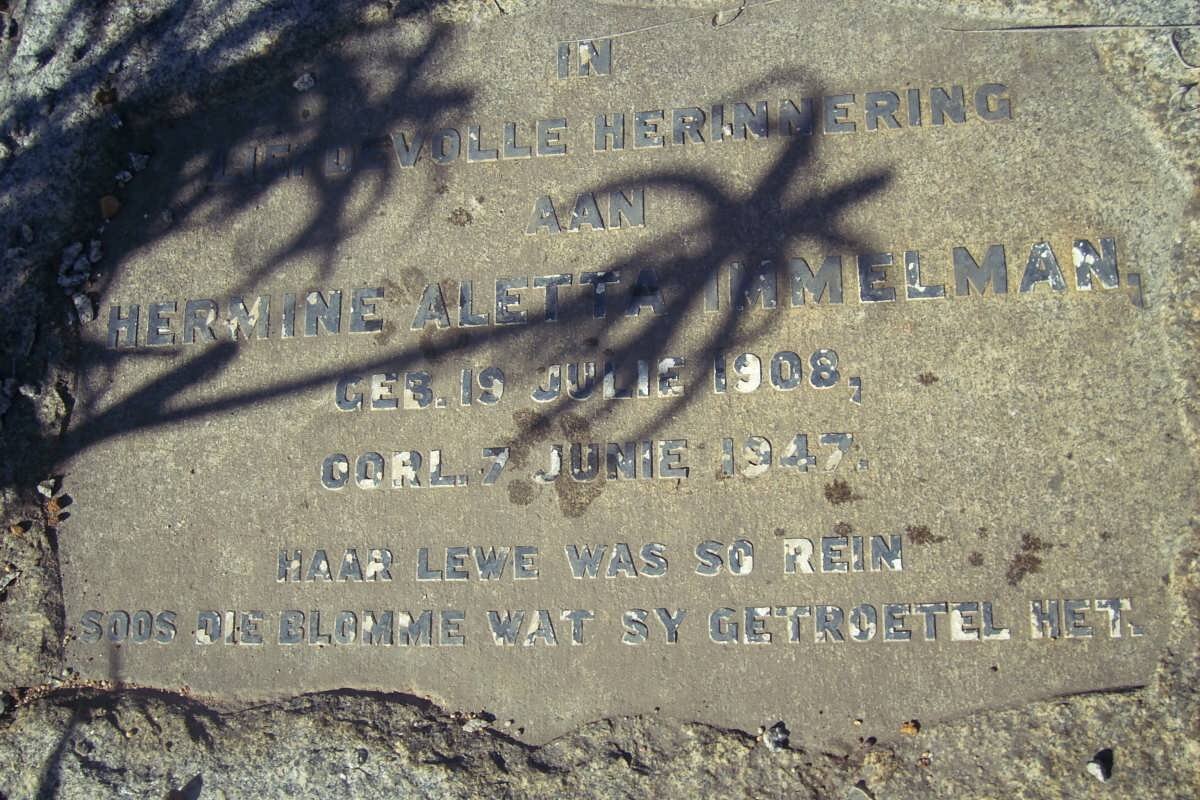 IN
LIEFDEVOLLE HERINNERING
AAN
HERMINE ALETTA IMMELMAN,
GEB. 19 JULIE 1908,
OORL. 7 JUNIE 1947.
HAAR LEWE WAS SO REIN
SOOS DIE BLOMME WAT SY GETROETEL HET.